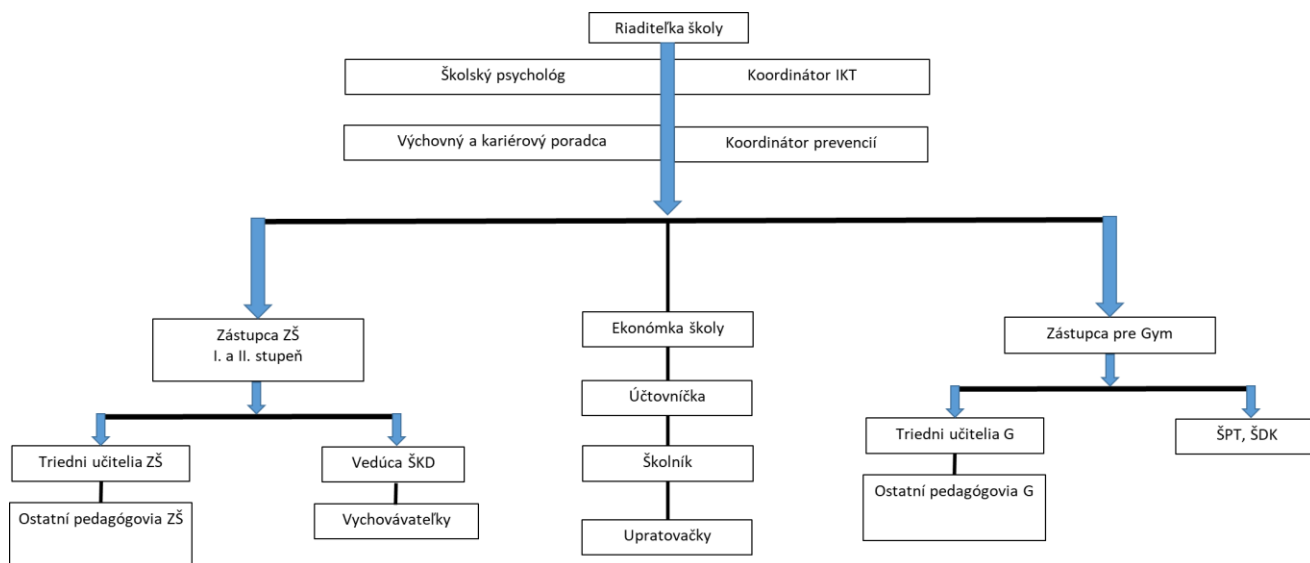 Riaditeľka školy
Školský psychológ
Koordinátor IKT
Výchovný a kariérový poradca
Koordinátor prevencií
Zástupca ZŠ
I. a II. stupeň
Ekonómka školy
Zástupca pre Gym
Účtovníčka
Triedni učitelia ZŠ
Vedúca ŠKD
Školník
Triedni učitelia G
ŠPT, ŠDK
Ostatní pedagógovia ZŠ
Vychovávateľky
Upratovačky
Ostatní pedagógovia G